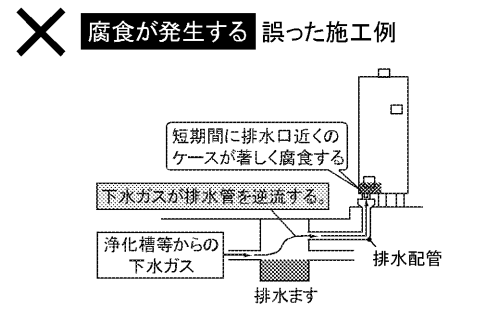 腐食が発生する 誤った施工例
短期間に排水口近くの
ケースが著しく腐食する
下水ガスが排水管を逆流する。
浄化槽等からの
下水ガス
排水配管
排水ます